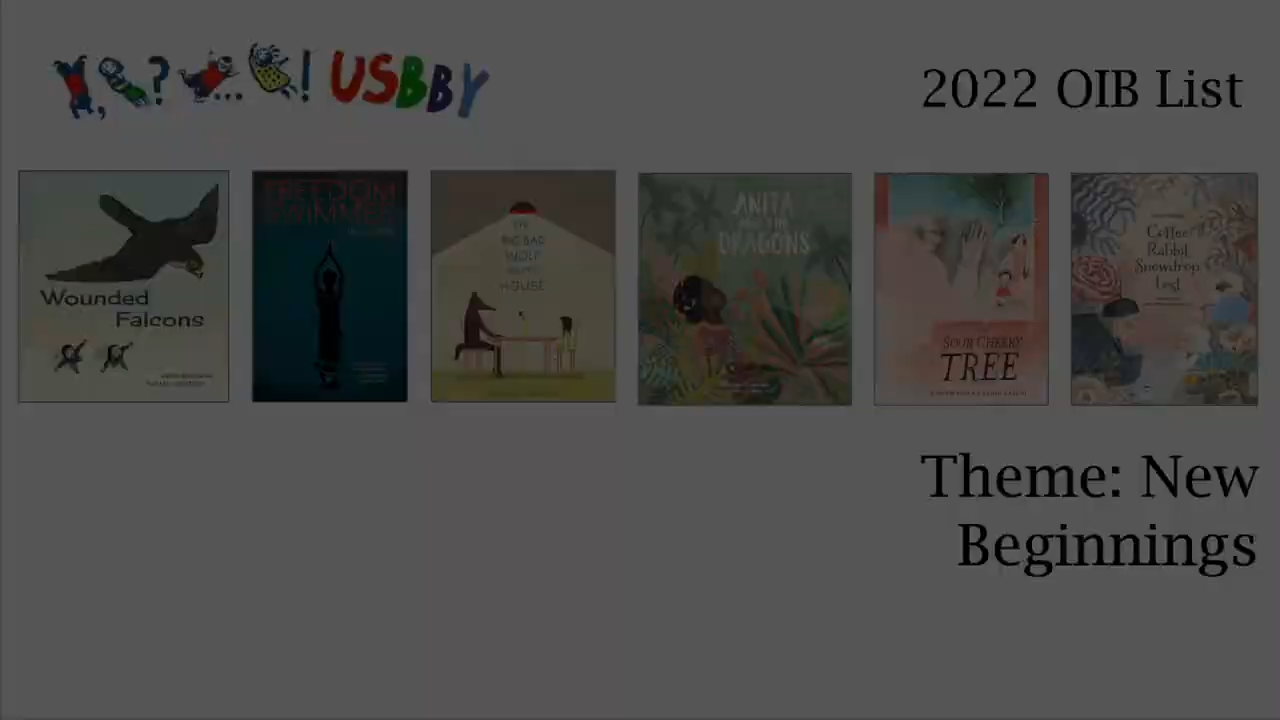 USBBY
2022 OIB List
Wounded
Falcons
FREEDOM
SWIMMER
THE
BIG BAD
WOLF
HOUSE
ANITA
AND THE
DRAGONS
SOUR CHERRY
TREE
Coffee
Rabbit
Snowdrop
Lost
Theme: New
Beginnings